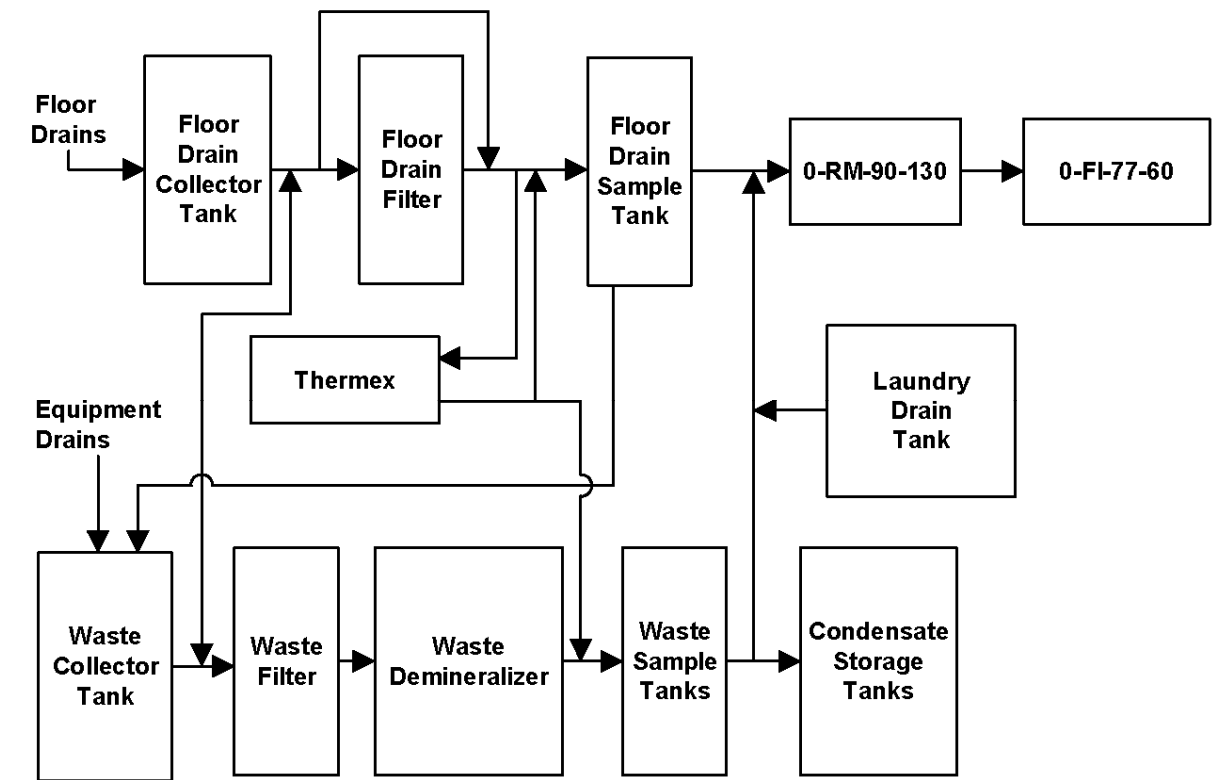 Floor
Drains
Floor
Drain
Collector
Tank
Floor
Drain
Filter
Floor
Drain
Sample
Tank
0-RM-90-130
0-FI-77-60
Thermex
Laundry
Drain
Tank
Equipment
Drains
Waste
Collector
Tank
Waste
Filter
Waste
Demineralizer
Waste
Sample
Tanks
Condensate
Storage
Tanks